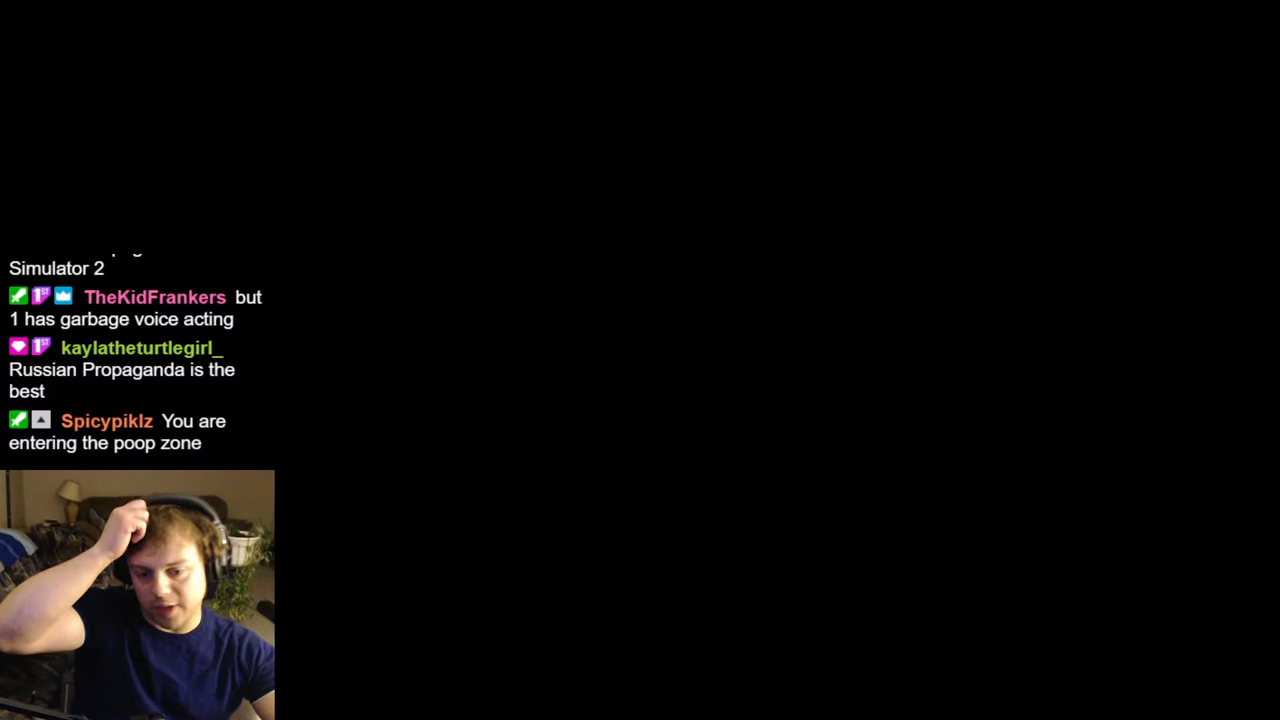 Simulator 2
TheKidFrankers but
1 has garbage voice acting
kaylatheturtlegirl_
Russian Propaganda is the
best
Spicypiklz You are
entering the poop zone